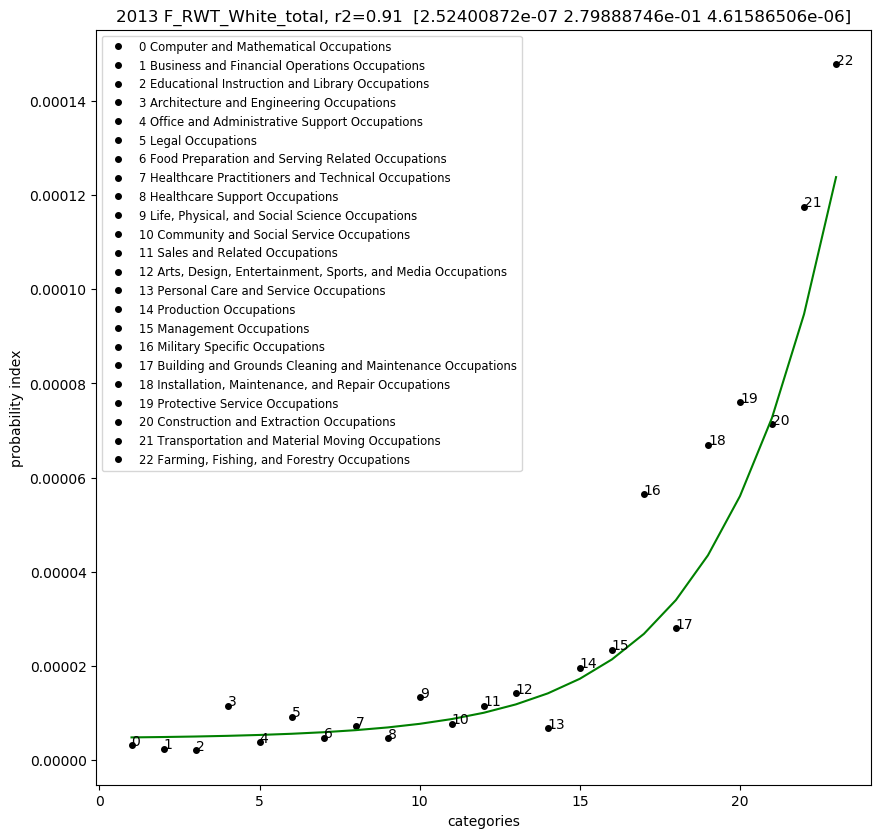 2013 F_RWT_White_total, r2=0.91  [2.52400872e-07 2.79888746e-01 4.61586506e-06]
0 Computer and Mathematical Occupations
1 Business and Financial Operations Occupations
2 Educational Instruction and Library Occupations
3 Architecture and Engineering Occupations
4 Office and Administrative Support Occupations
5 Legal Occupations
6 Food Preparation and Serving Related Occupations
7 Healthcare Practitioners and Technical Occupations
8 Healthcare Support Occupations
9 Life, Physical, and Social Science Occupations
10 Community and Social Service Occupations
11 Sales and Related Occupations
12 Arts, Design, Entertainment, Sports, and Media Occupations
13 Personal Care and Service Occupations
14 Production Occupations
15 Management Occupations
16 Military Specific Occupations
17 Building and Grounds Cleaning and Maintenance Occupations
18 Installation, Maintenance, and Repair Occupations
19 Protective Service Occupations
20 Construction and Extraction Occupations
21 Transportation and Material Moving Occupations
22 Farming, Fishing, and Forestry Occupations
probability index
0.00014
0.00012
0.00010
0.00008
0.00006
0.00004
0.00002
0.00000
0
1
2
3
4
5
6
7
8
9
10
11
12
13
14
15
16
17
18
19
20
21
22
0
5
10
15
20
categories